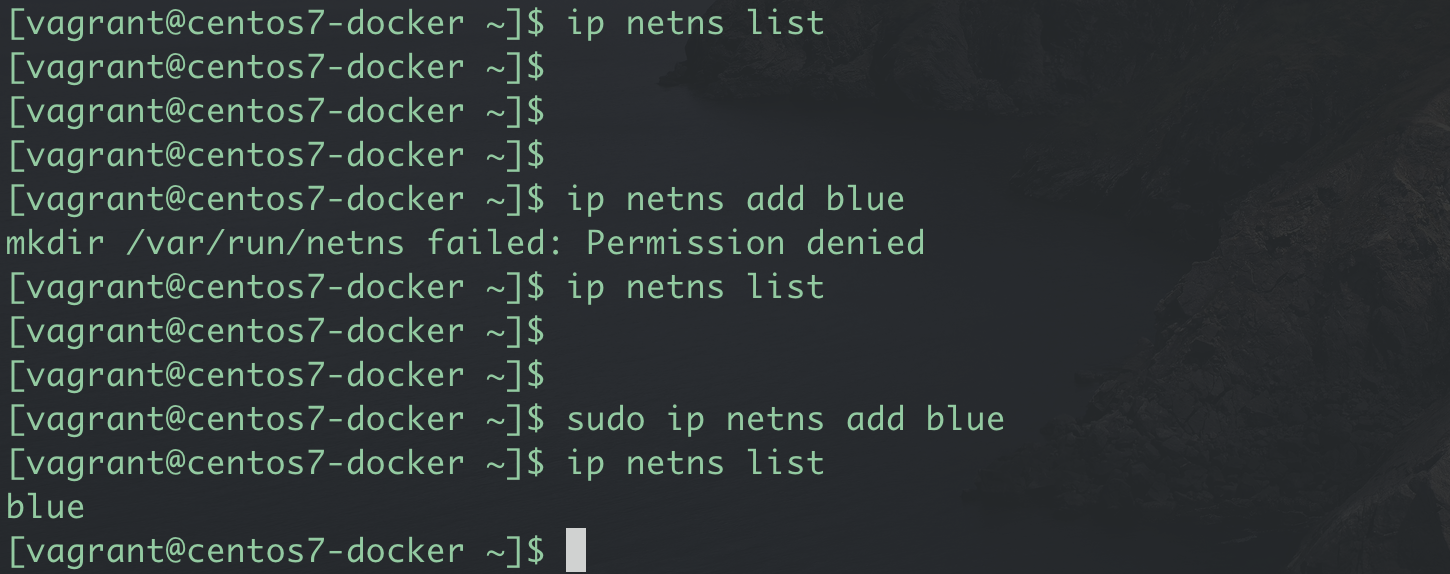 [vagrant@centos7-docker ~]$ ip netns list
[vagrant@centos7-docker ~]$
[vagrant@centos7-docker ~]$
[vagrant@centos7-docker ~]$
[vagrant@centos7-docker ~]$ ip netns add blue
mkdir /var/run/netns failed: Permission denied
[vagrant@centos7-docker ~]$ ip netns list
[vagrant@centos7-docker ~]$
[vagrant@centos7-docker ~]$
[vagrant@centos7-docker ~]$ sudo ip netns add blue
[vagrant@centos7-docker ~]$ ip netns list
blue
[vagrant@centos7-docker ~]$